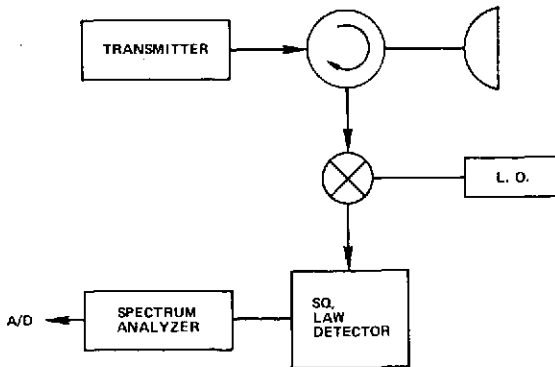 TRANSMITTER
L. O.
SQ.
LAW
DETECTOR
SPECTRUM
ANALYZER
A/D